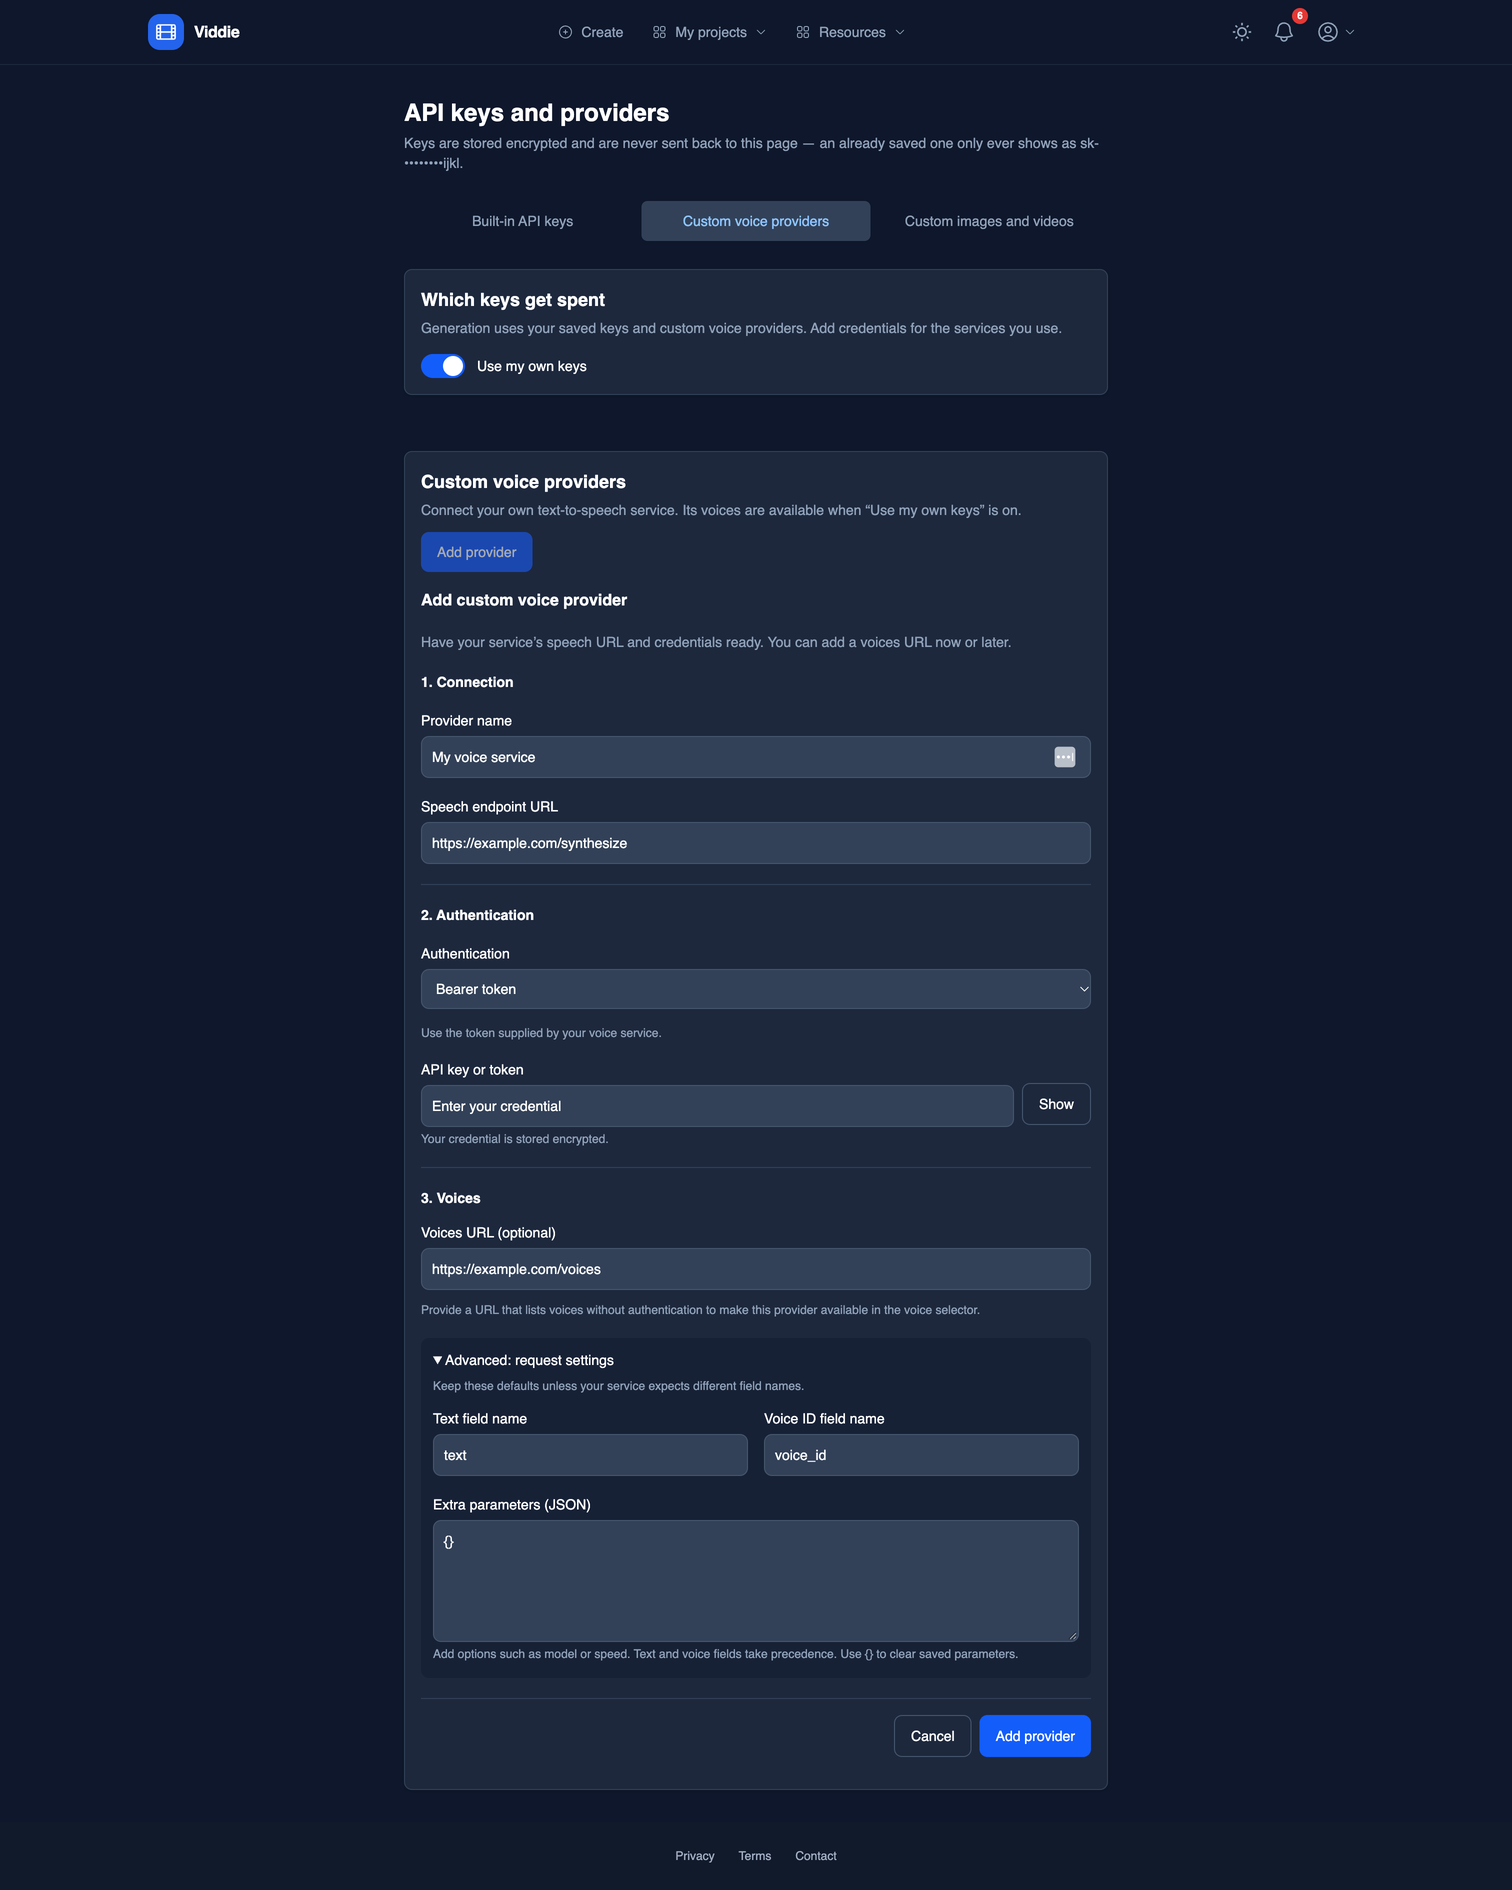 Viddie
Create
My projects
Resources
6
API keys and providers
Keys are stored encrypted and are never sent back to this page — an already saved one only ever shows as sk-
••••••••ijkl.
Built-in API keys
Custom voice providers
Custom images and videos
Which keys get spent
Generation uses your saved keys and custom voice providers. Add credentials for the services you use.
Use my own keys
Custom voice providers
Connect your own text-to-speech service. Its voices are available when “Use my own keys” is on.
Add provider
Add custom voice provider
Have your service’s speech URL and credentials ready. You can add a voices URL now or later.
1. Connection
Provider name
My voice service
Speech endpoint URL
https://example.com/synthesize
2. Authentication
Authentication
Bearer token
Use the token supplied by your voice service.
API key or token
Enter your credential
Show
Your credential is stored encrypted.
3. Voices
Voices URL (optional)
https://example.com/voices
Provide a URL that lists voices without authentication to make this provider available in the voice selector.
▼ Advanced: request settings
Keep these defaults unless your service expects different field names.
Text field name
Voice ID field name
text
voice_id
Extra parameters (JSON)
{}
Add options such as model or speed. Text and voice fields take precedence. Use {} to clear saved parameters.
Cancel
Add provider
Privacy
Terms
Contact